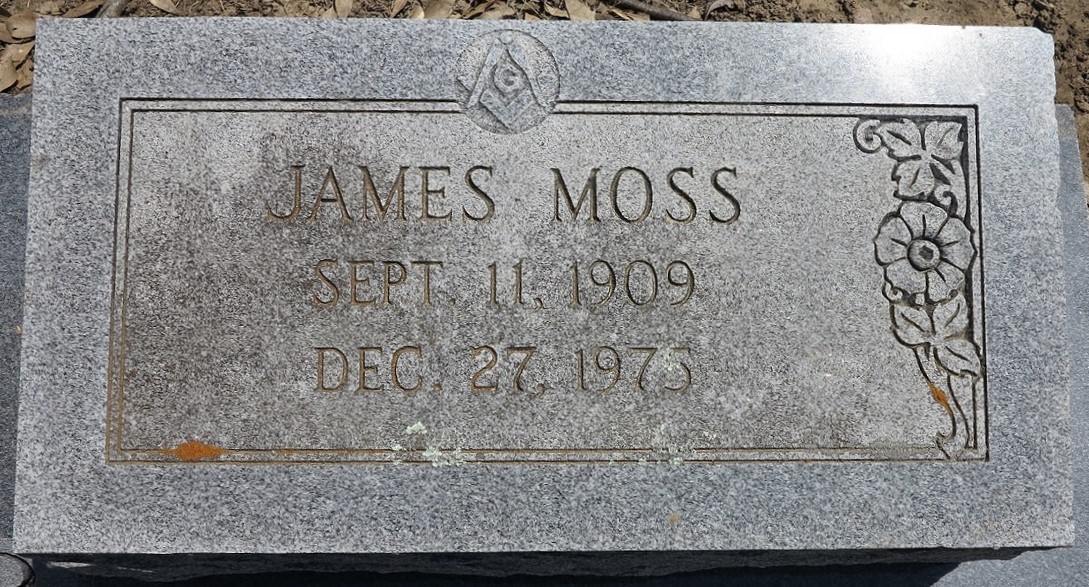 G
JAMES MOSS
SEPT. 11, 1909
DEC. 27, 1975